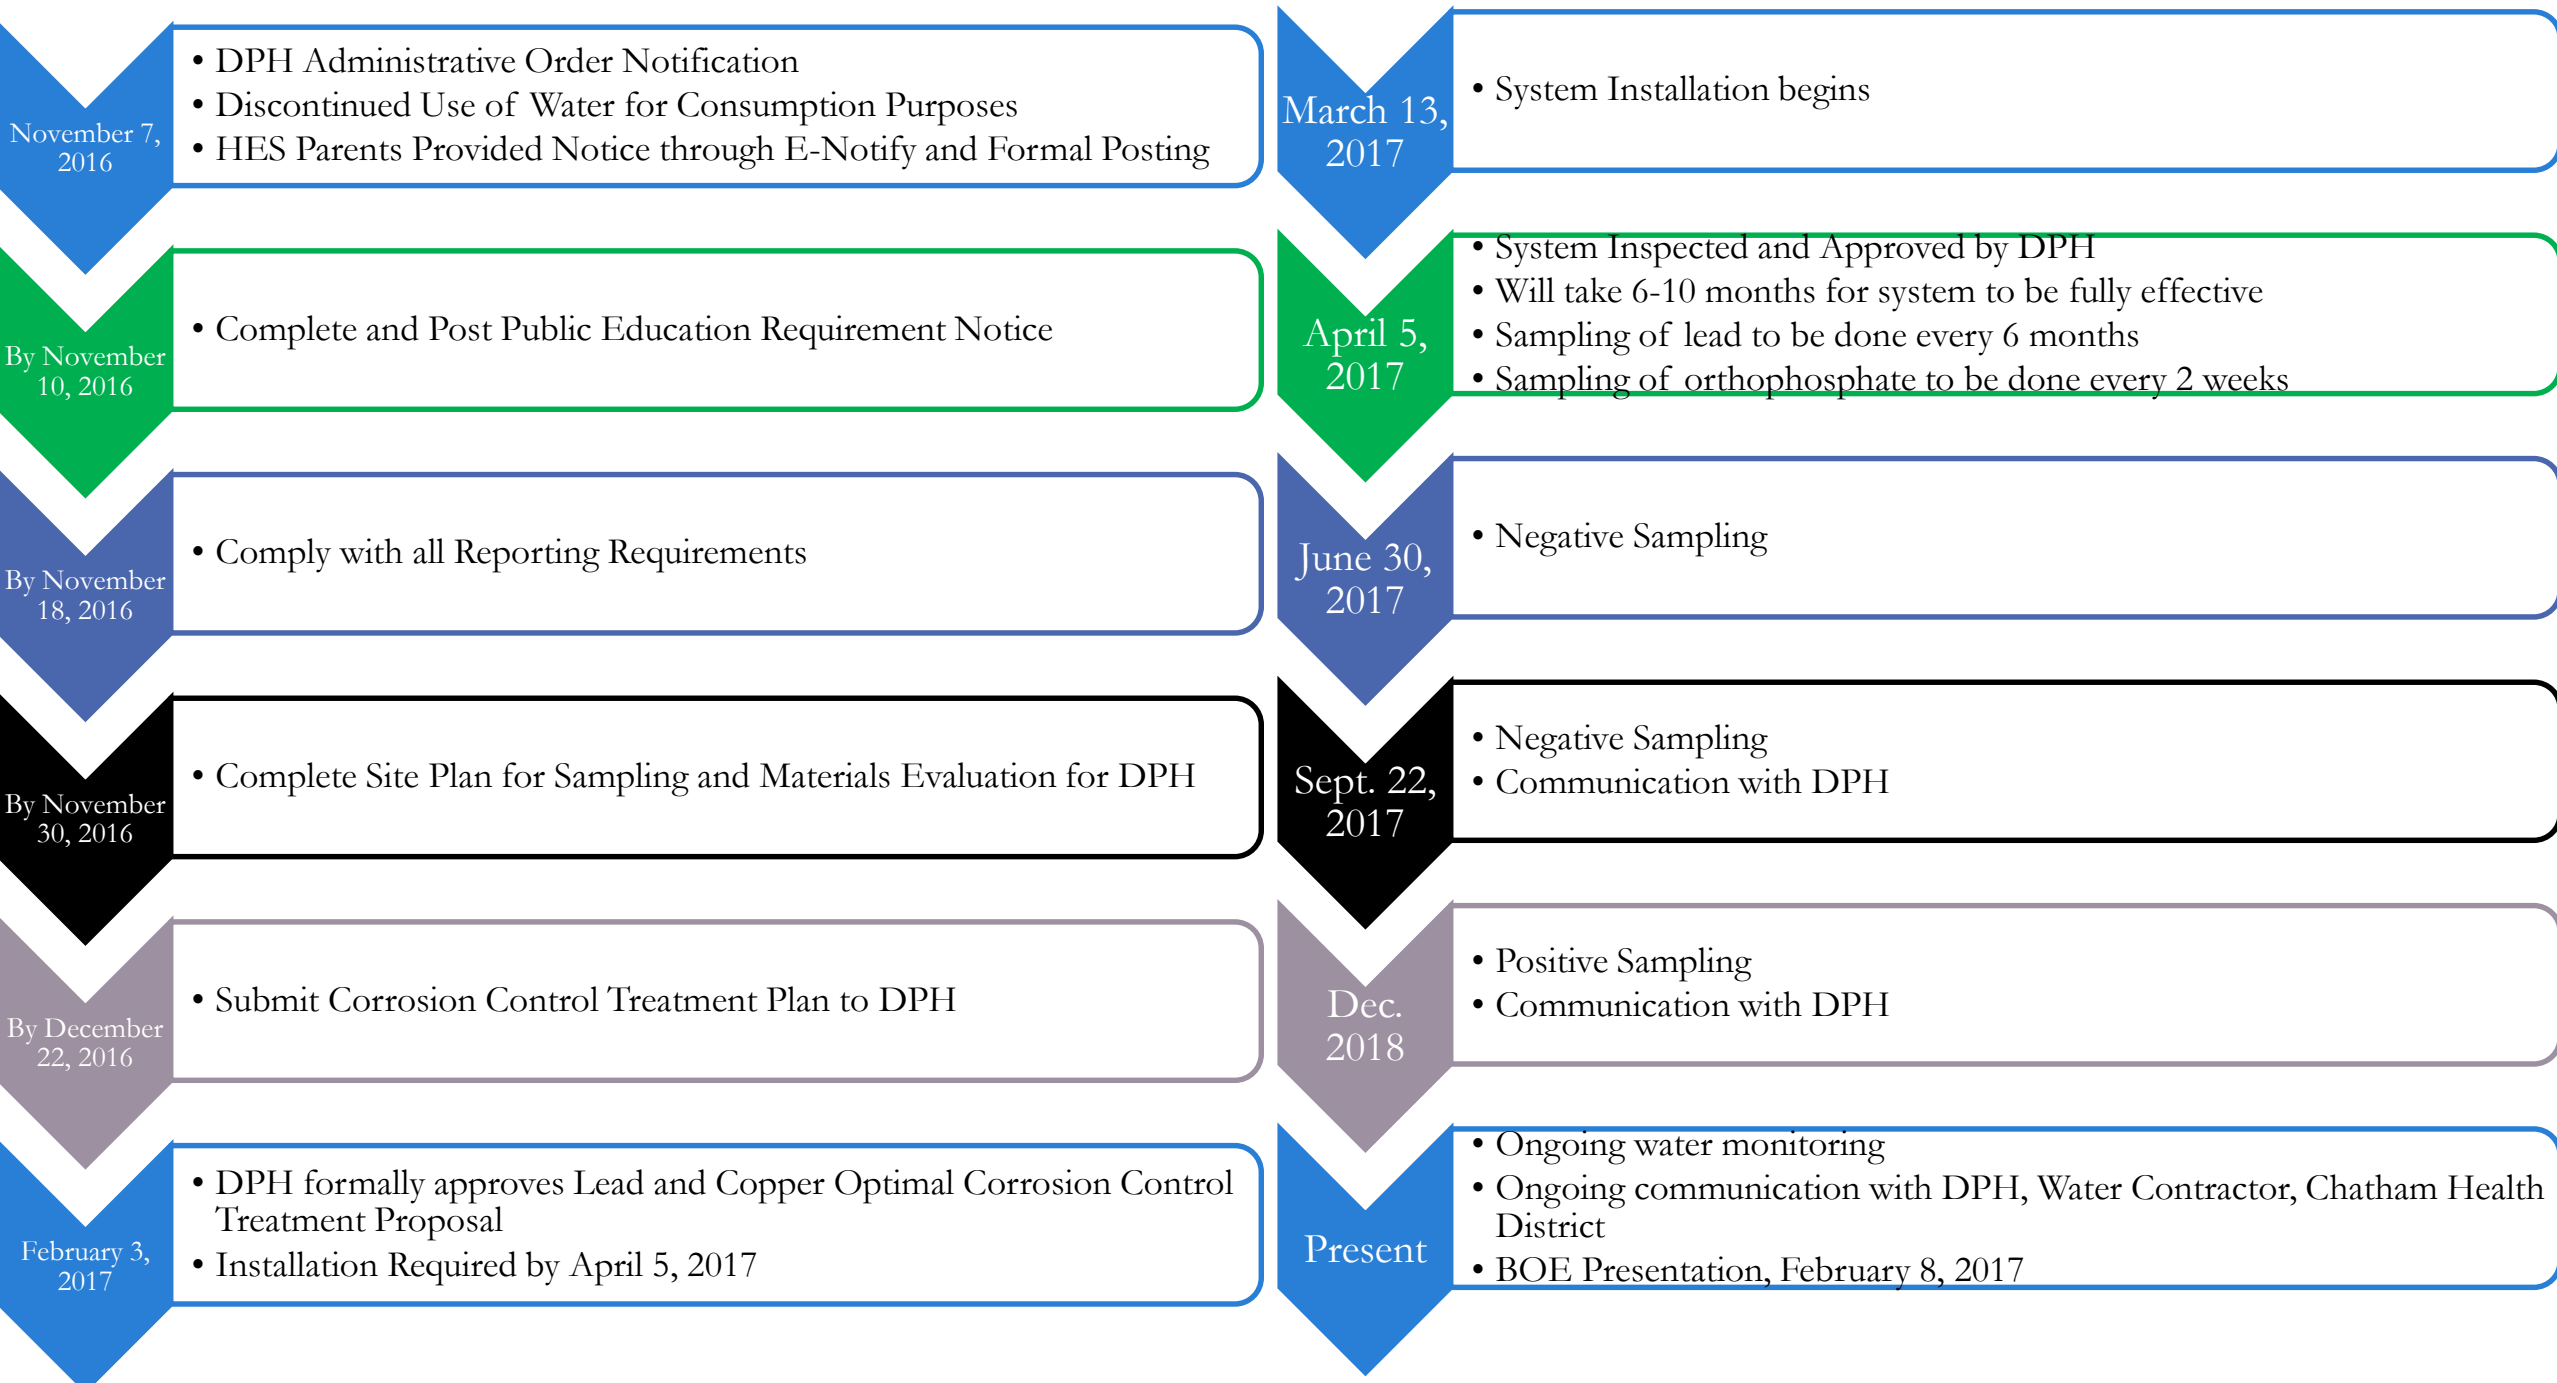 November 7,
2016
• DPH Administrative Order Notification
• Discontinued Use of Water for Consumption Purposes
• HES Parents Provided Notice through E-Notify and Formal Posting
By November
10, 2016
• Complete and Post Public Education Requirement Notice
By November
18, 2016
• Comply with all Reporting Requirements
By November
30, 2016
• Complete Site Plan for Sampling and Materials Evaluation for DPH
By December
22, 2016
• Submit Corrosion Control Treatment Plan to DPH
February 3,
2017
• DPH formally approves Lead and Copper Optimal Corrosion Control
Treatment Proposal
• Installation Required by April 5, 2017
March 13,
2017
• System Installation begins
April 5,
2017
• System Inspected and Approved by DPH
• Will take 6-10 months for system to be fully effective
• Sampling of lead to be done every 6 months
• Sampling of orthophosphate to be done every 2 weeks
June 30,
2017
• Negative Sampling
Sept. 22,
2017
• Negative Sampling
• Communication with DPH
Dec.
2018
• Positive Sampling
• Communication with DPH
Present
• Ongoing water monitoring
• Ongoing communication with DPH, Water Contractor, Chatham Health
District
• BOE Presentation, February 8, 2017